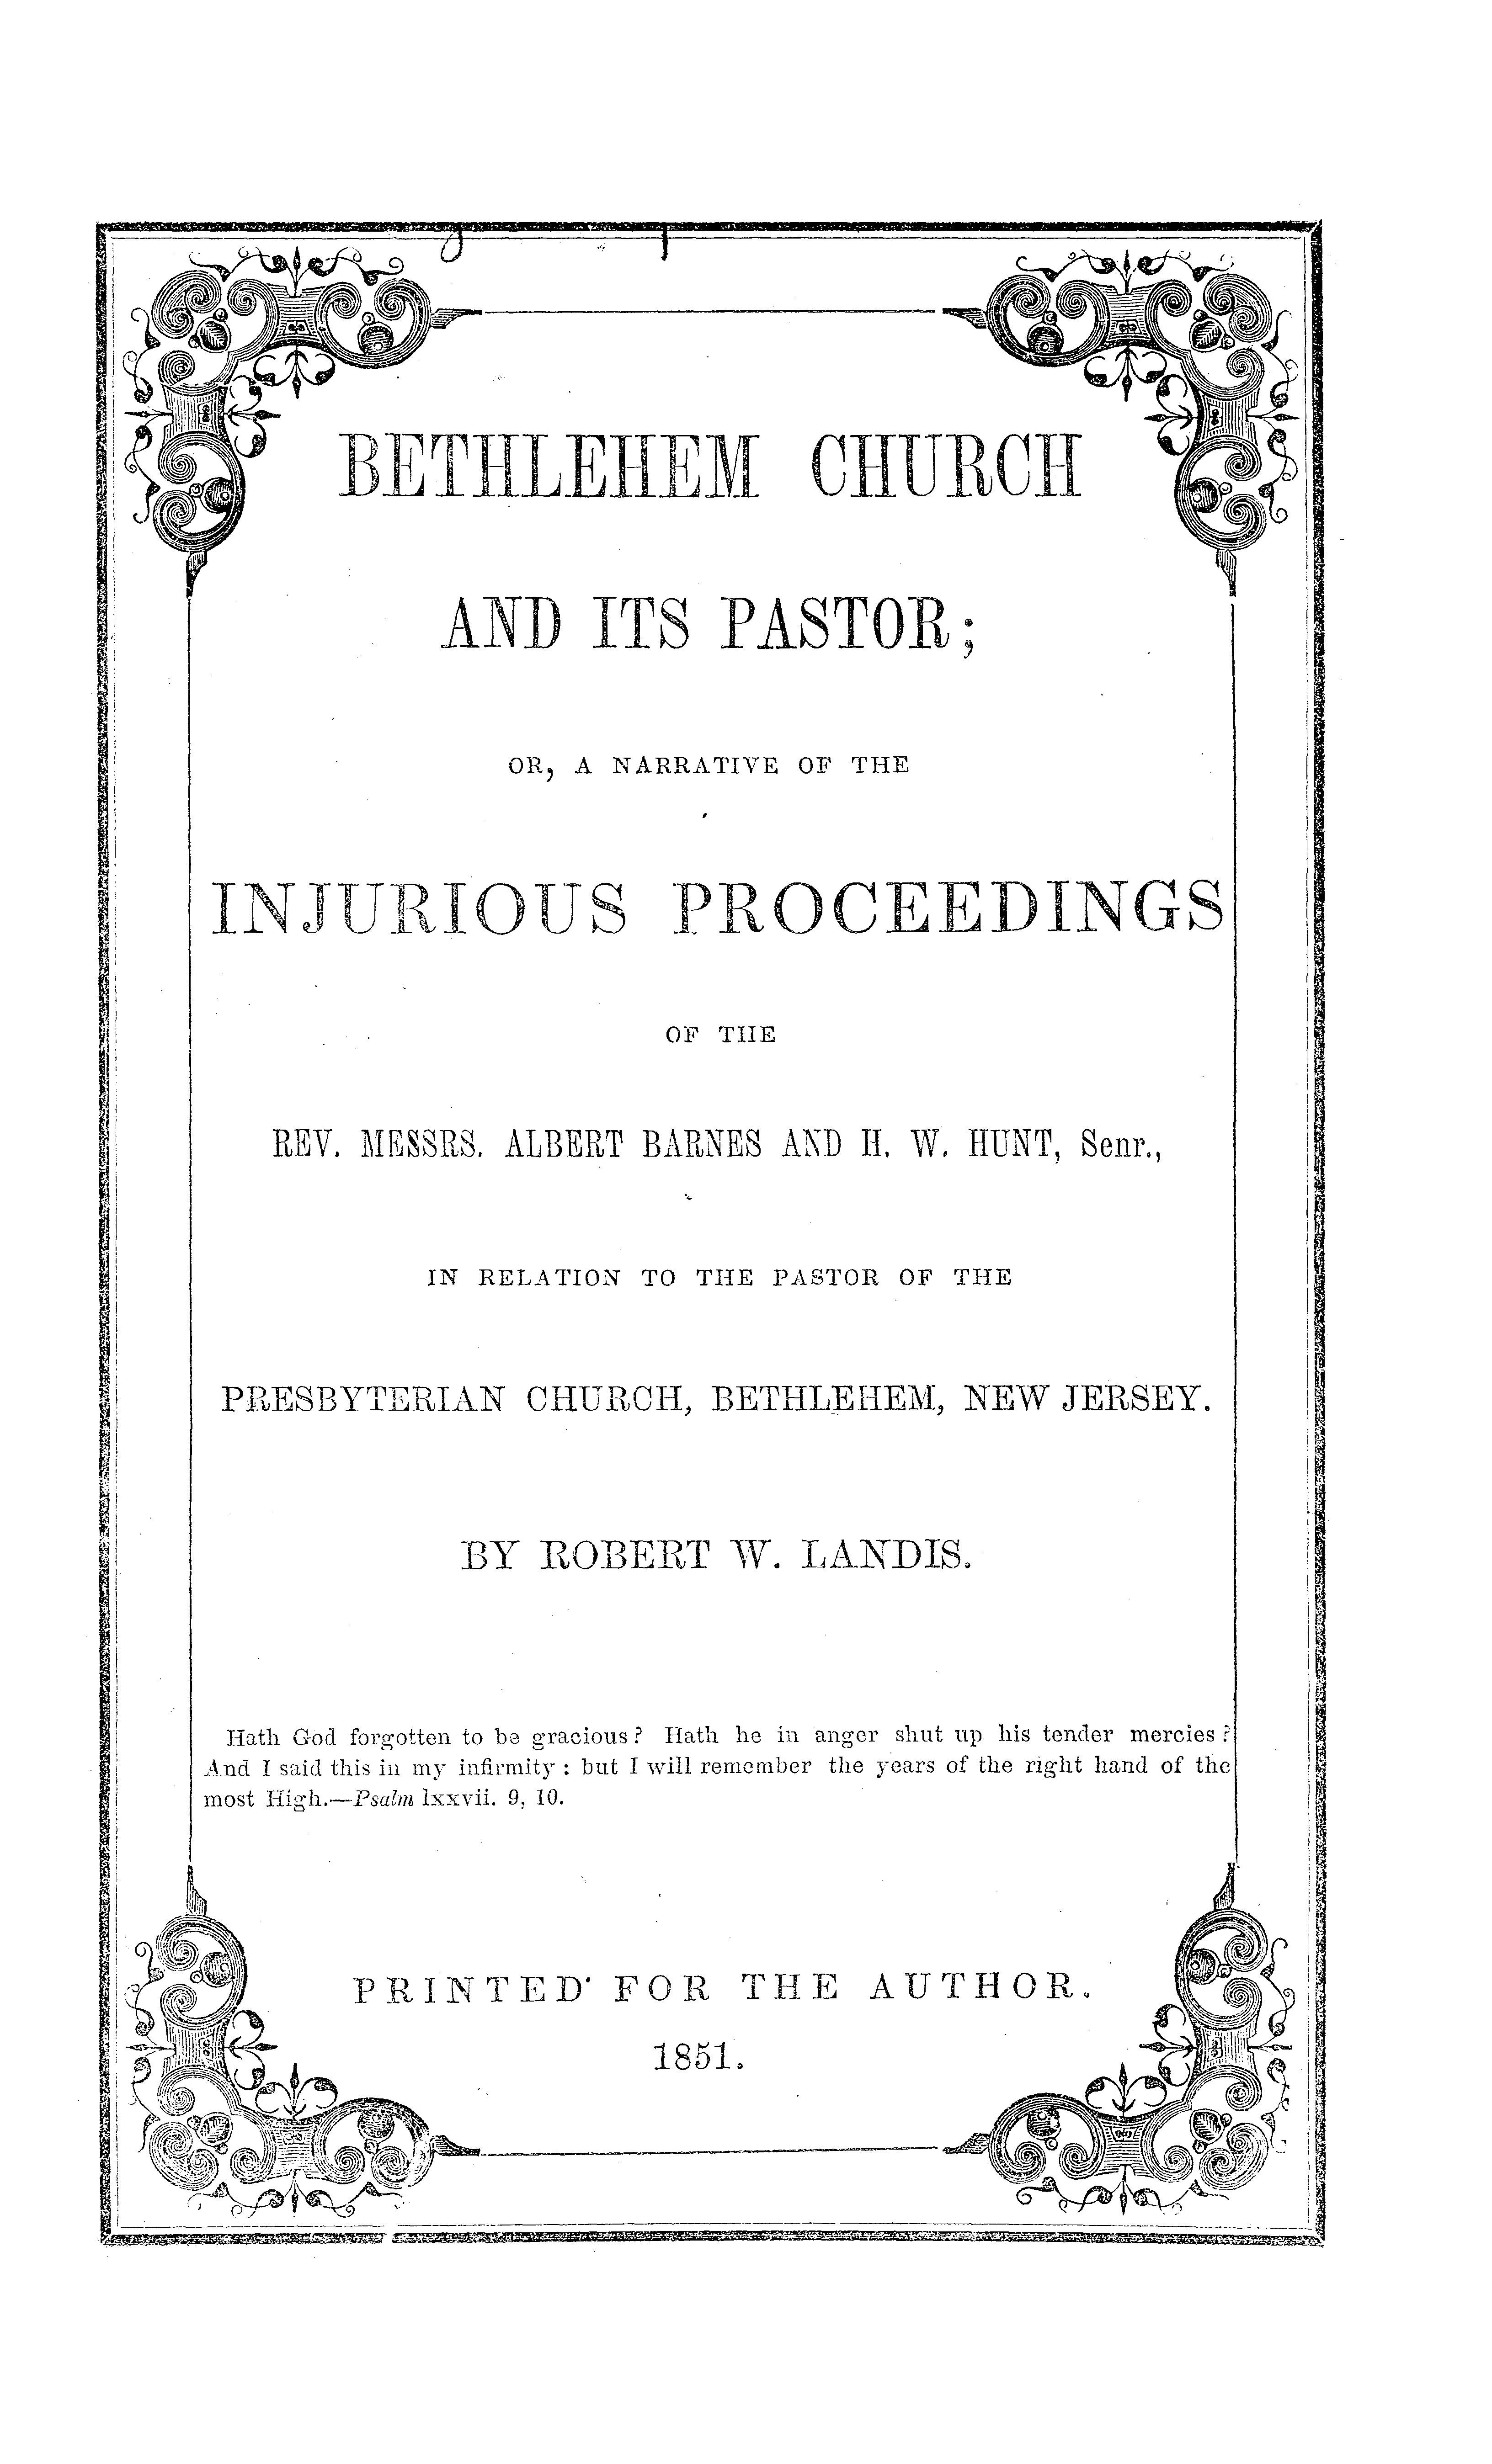 BETHLEHEM CHURCH
AND ITS PASTOR;
OR, A NARRATIVE OF THE
INJURIOUS PROCEEDINGS
OF THE
REV. MESSRS. ALBERT BARNES AND H. W. HUNT, Senr.,
IN RELATION TO THE PASTOR OF THE
PRESBYTERIAN CHURCH, BETHLEHEM, NEW JERSEY.
BY ROBERT W. LANDIS.
Hath God forgotten to be gracious? Hath he in anger shut up his tender mercies?
And I said this in my infirmity: but I will remember the years of the right hand of the
most High.—Psalm lxxvii. 9, 10.
PRINTED FOR THE AUTHOR.
1851.